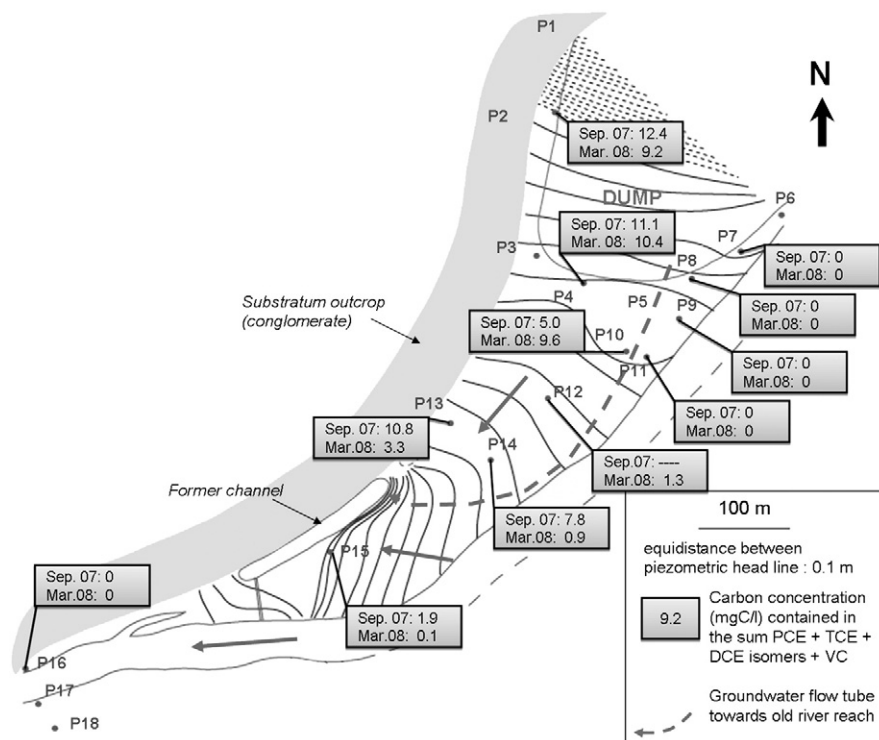 P1
N
P2
Sep. 07: 12.4
Mar. 08: 9.2
DUMP
P6
Sep. 07: 11.1
Mar. 08: 10.4
P7
P3
P8
Sep. 07: 0
Mar.08: 0
Substratum outcrop
(conglomerate)
P4
P5
P9
Sep. 07: 0
Mar.08: 0
Sep. 07: 5.0
Mar.08: 9.6
P10
P11
Sep. 07: 0
Mar.08: 0
P12
P13
Sep. 07: 0
Mar.08: 0
Sep. 07: 10.8
Mar.08: 3.3
P14
Sep.07: ----
Mar.08: 1.3
Former channel
Sep. 07: 7.8
Mar.08: 0.9
100 m
P15
equidistance between
piezometric head line : 0.1 m
Sep. 07: 0
Mar.08: 0
Sep. 07: 1.9
Mar.08: 0.1
9.2
Carbon concentration
(mgC/l) contained in
the sum PCE + TCE +
DCE isomers + VC
P16
P17
P18
Groundwater flow tube
towards old river reach